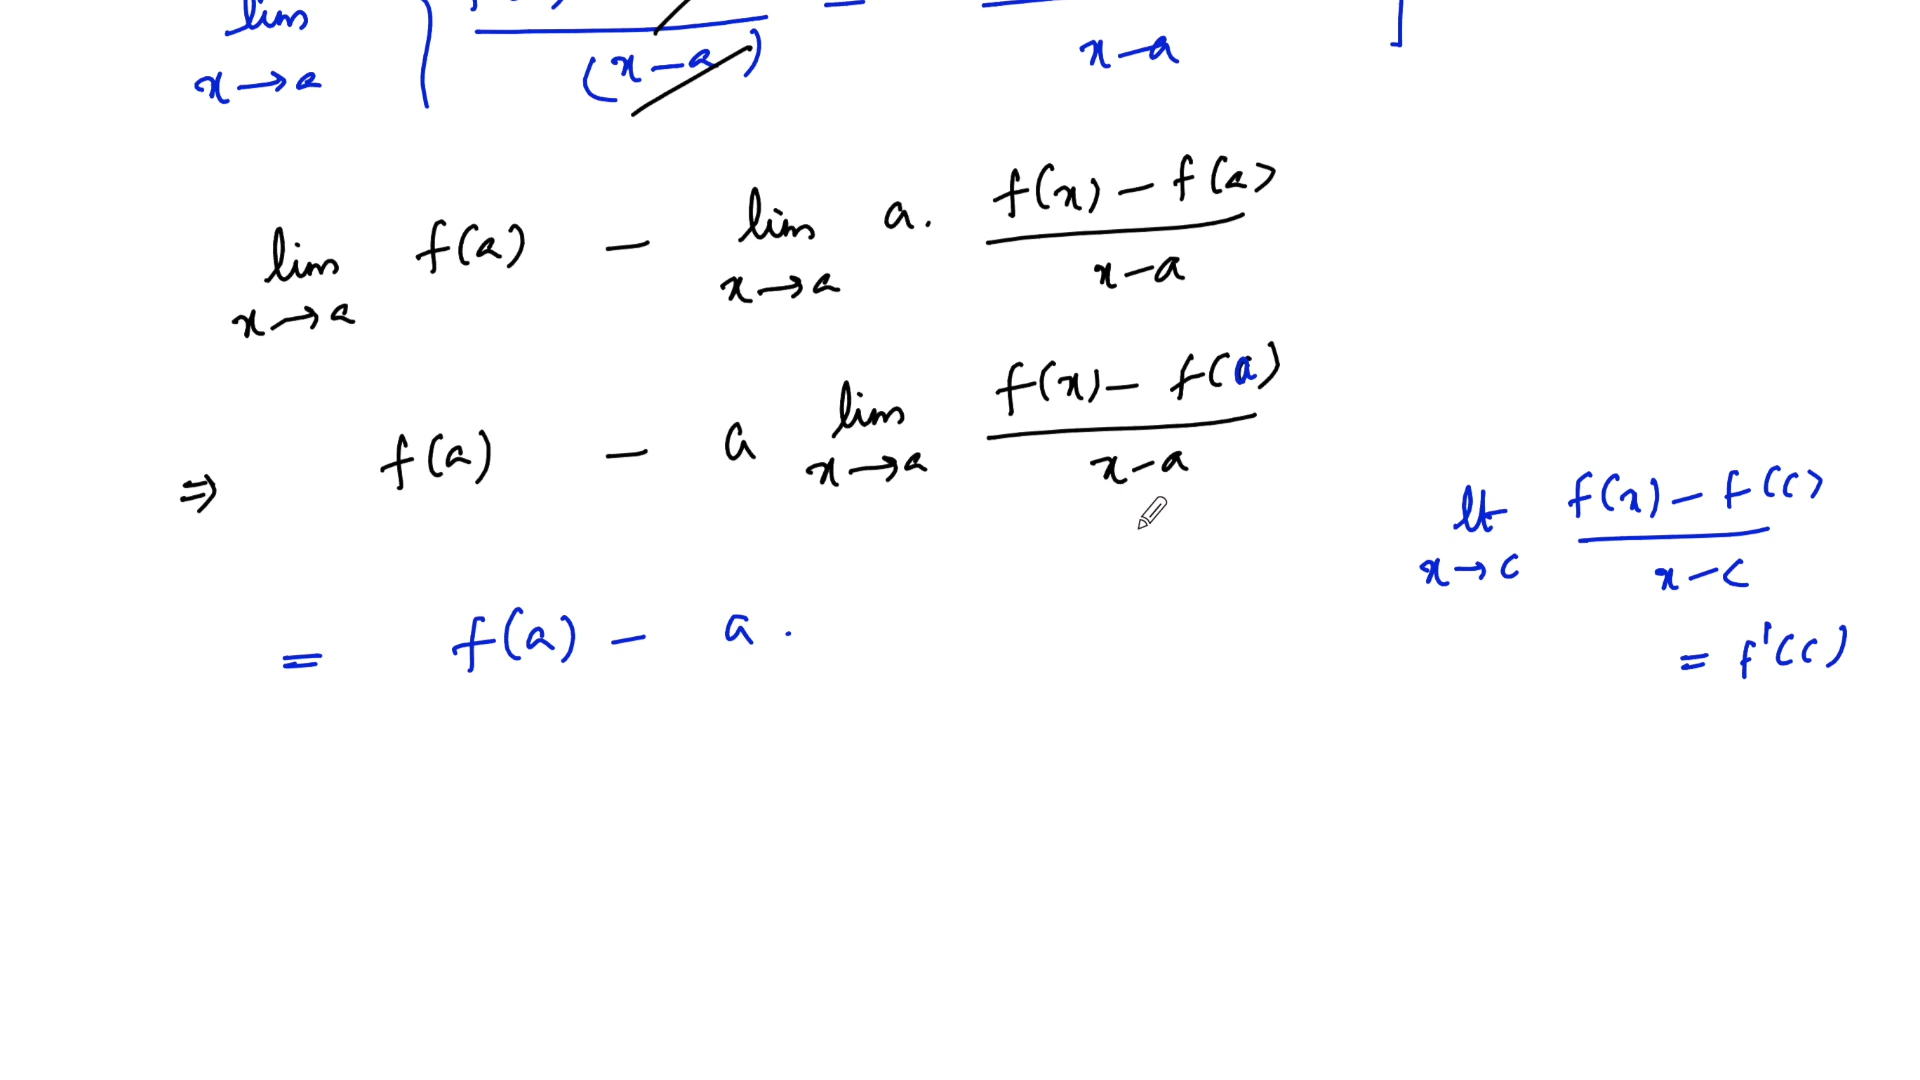 lim
x→a (x-a) - x-a ]
lim x→a f(a) - lim x→a a. f(x) - f(a) / x-a
⇒ f(a) - a lim x→a f(x) - f(a) / x-a
lt x→c f(x) - f(c) / x-c
= f(a) - a .
= f'(c)